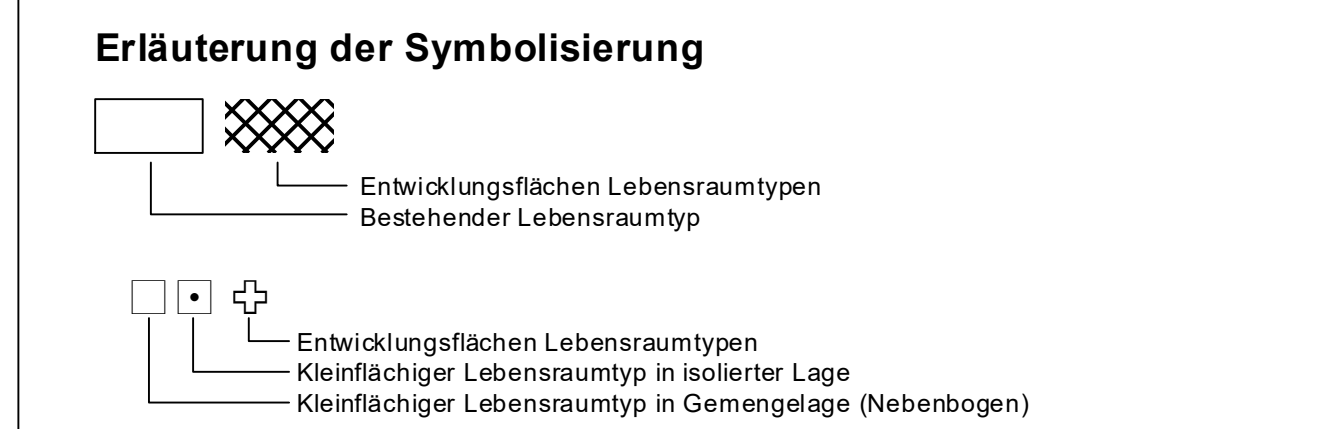 Erläuterung der Symbolisierung
Entwicklungsflächen Lebensraumtypen
Bestehender Lebensraumtyp
Entwicklungsflächen Lebensraumtypen
Kleinflächiger Lebensraumtyp in isolierter Lage
Kleinflächiger Lebensraumtyp in Gemengelage (Nebenbogen)